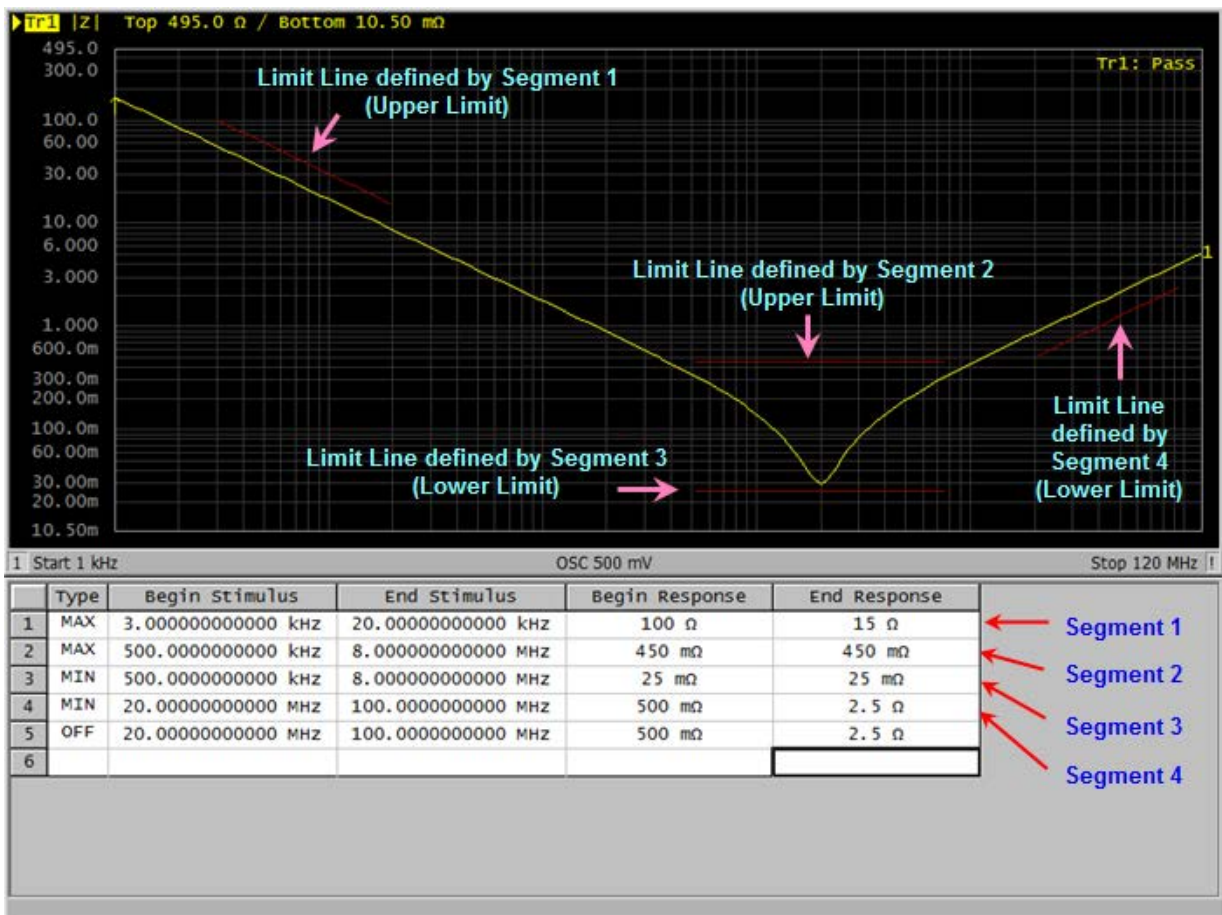 Tr1 |Z| Top 495.0 Ω / Bottom 10.50 mΩ
495.0
300.0
100.0
60.00
30.00
10.00
6.000
3.000
1.000
600.0m
300.0m
200.0m
100.0m
60.00m
30.00m
20.00m
10.50m
Tr1: Pass
Limit Line defined by Segment 1
(Upper Limit)
Limit Line defined by Segment 2
(Upper Limit)
1
Limit Line defined by Segment 3
(Lower Limit)
Limit Line
defined by
Segment 4
(Lower Limit)
1 Start 1 kHz OSC 500 mV Stop 120 MHz !
Type Begin Stimulus End Stimulus Begin Response End Response
1 MAX 3.000000000000 kHz 20.00000000000 kHz 100 Ω 15 Ω
2 MAX 500.0000000000 kHz 8.000000000000 MHz 450 mΩ 450 mΩ
3 MIN 500.0000000000 kHz 8.000000000000 MHz 25 mΩ 25 mΩ
4 MIN 20.00000000000 MHz 100.0000000000 MHz 500 mΩ 2.5 Ω
5 OFF 20.00000000000 MHz 100.0000000000 MHz 500 mΩ 2.5 Ω
6
Segment 1
Segment 2
Segment 3
Segment 4